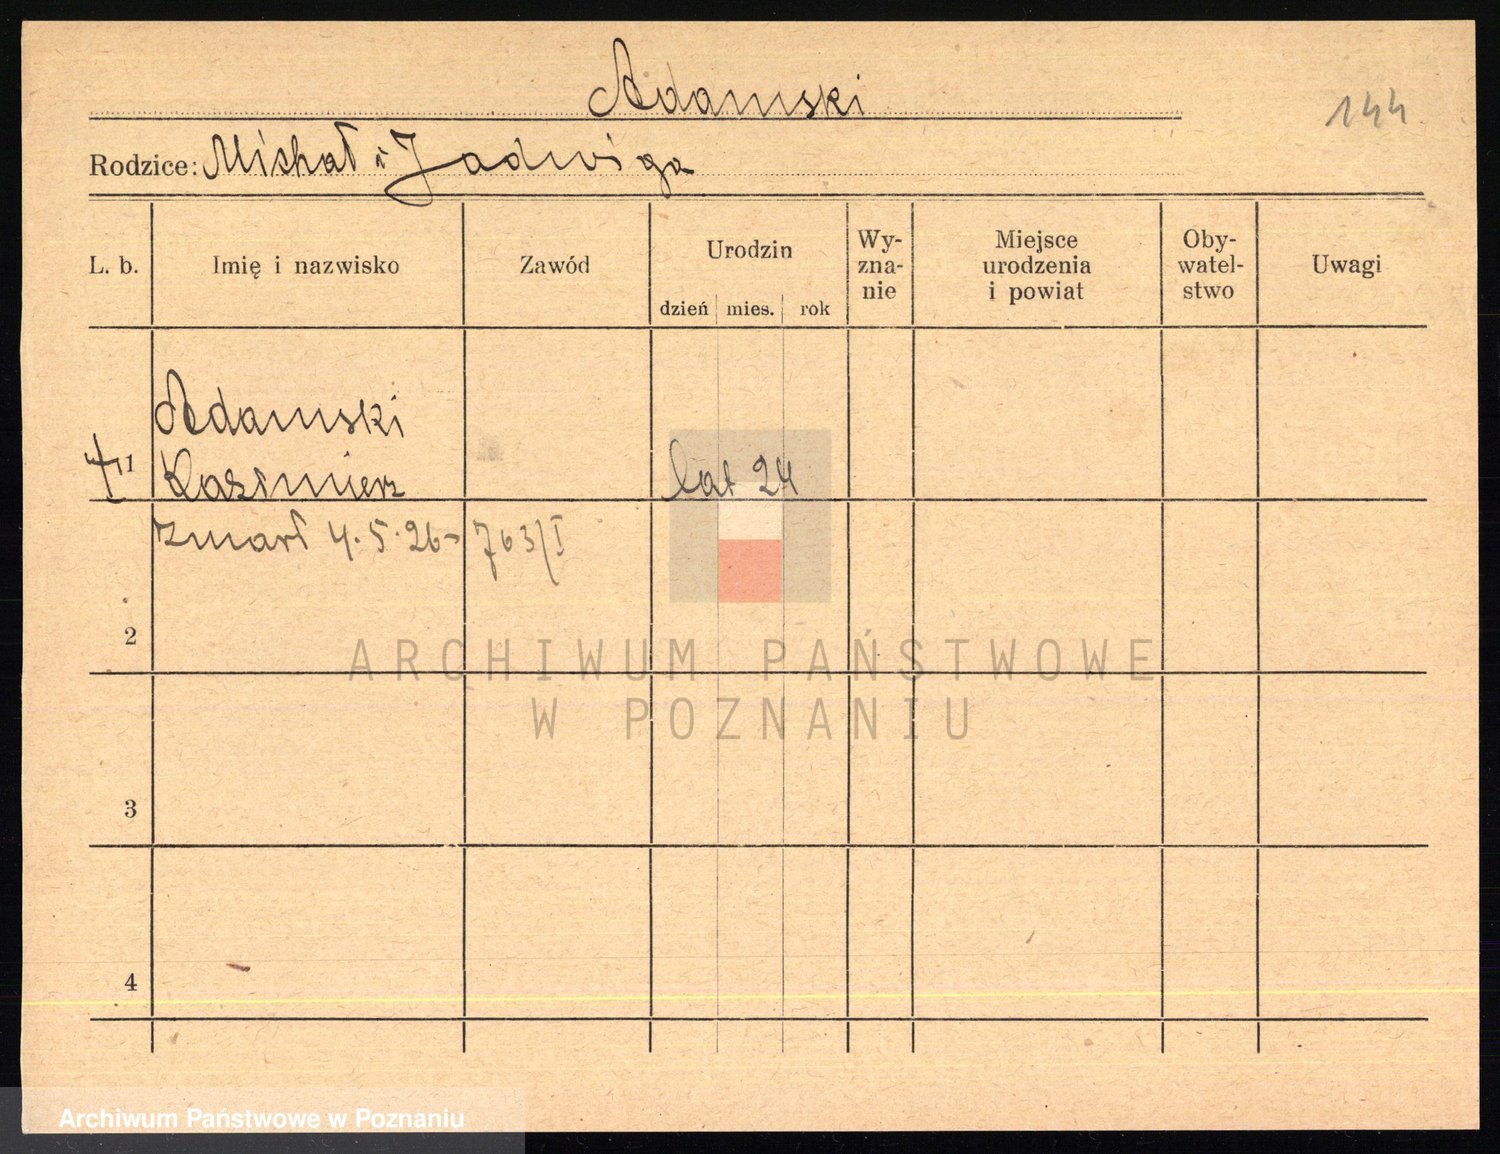 Adamski
144
Rodzice: Michał i Jadwiga
L. b.
Imię i nazwisko
Zawód
Urodzin
dzień mies. rok
Wy-
zna-
nie
Miejsce
urodzenia
i powiat
Oby-
watel-
stwo
Uwagi
Adamski
1 Kazimierz lat 24
zmarł 4.5.26 - 763/I
2
ARCHIWUM PAŃSTWOWE
W POZNANIU
3
4
Archiwum Państwowe w Poznaniu